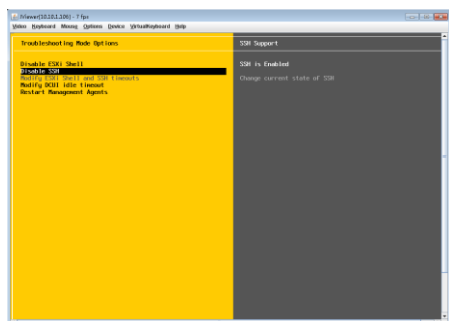 iViewer[10.10.1.106] - 7 fps
Video Keyboard Mouse Options Device VirtualKeyboard Help
Troubleshooting Mode Options
Disable ESXi Shell
Disable SSH
Modify ESXi Shell and SSH timeouts
Modify DCUI idle timeout
Restart Management Agents
SSH Support
SSH is Enabled
Change current state of SSH